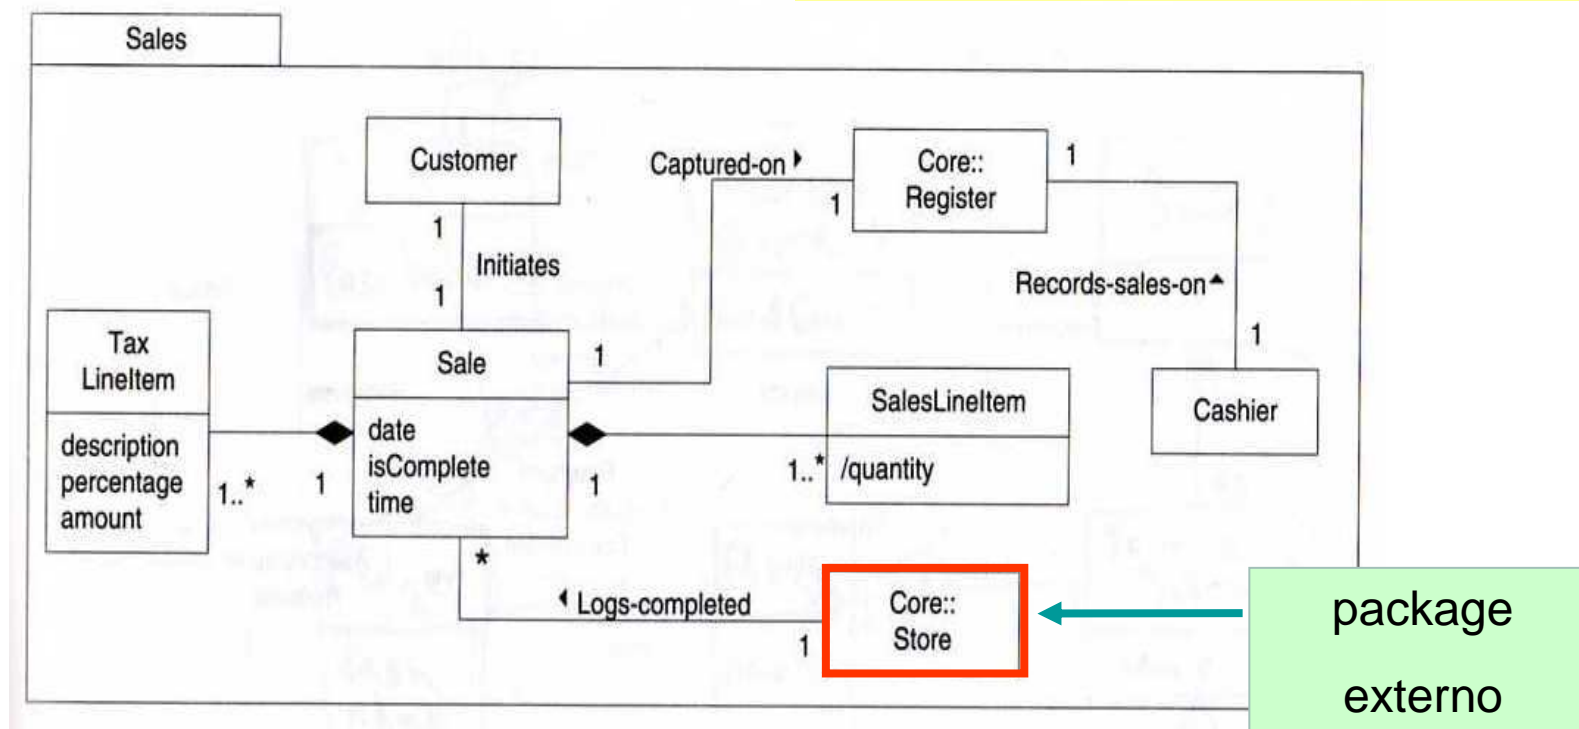 Sales
Customer
Captured-on
Core::
Register
1
1
1
Initiates
1
Records-sales-on
Tax
LineItem
Sale
1
1
SalesLineItem
Cashier
description
percentage
amount
1..*
1
date
isComplete
time
1
1..*
/quantity
*
Logs-completed
1
Core::
Store
package
externo